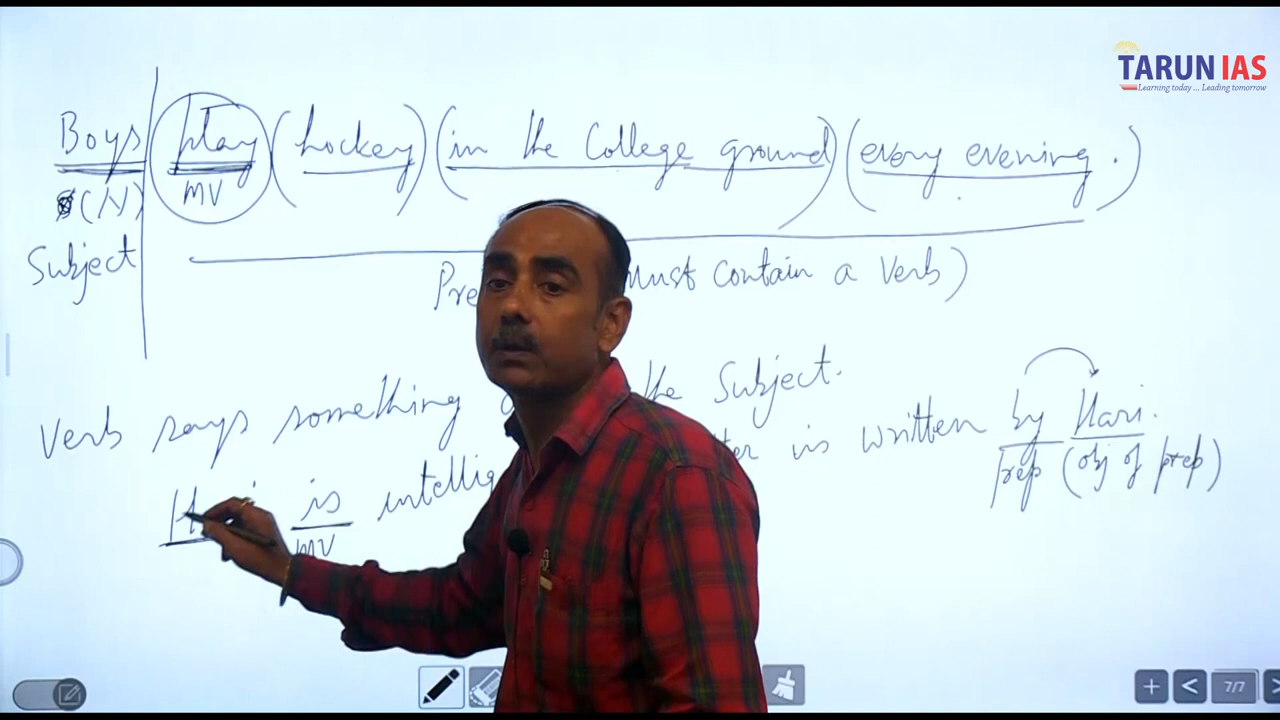 TARUN IAS
Learning today ... Leading tomorrow
Boys play (hockey) (in the College ground) (every evening.)
(N) MV
Subject
Pre Must Contain a Verb)
Verb says something the Subject.
is written by Hari.
prep (obj of prep)
is intellig
MV
7/7